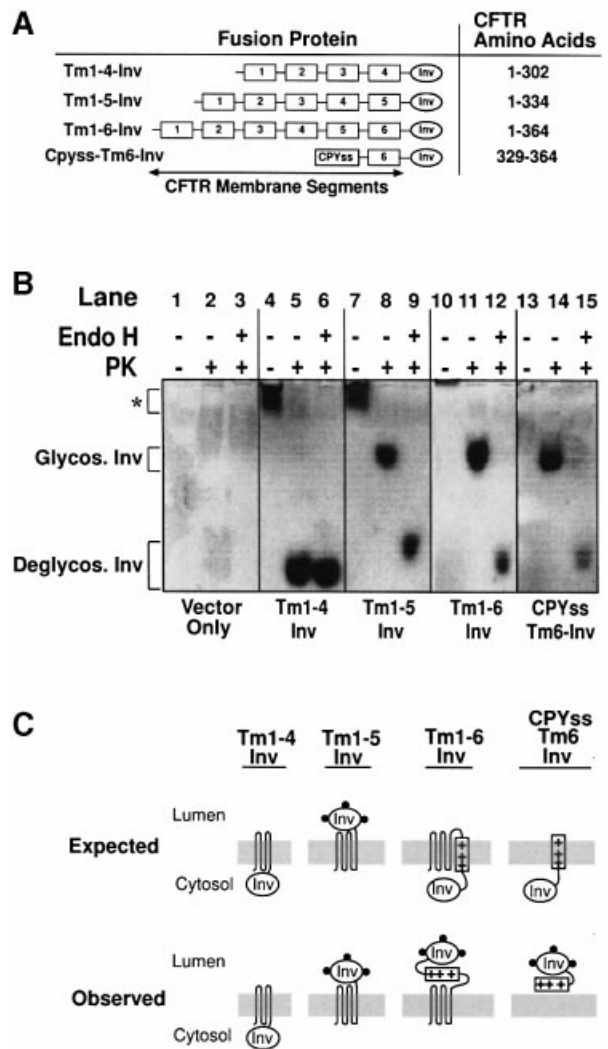 A
Fusion Protein
CFTR
Amino Acids
Tm1-4-Inv
1
2
3
4
Inv
1-302
Tm1-5-Inv
1
2
3
4
5
Inv
1-334
Tm1-6-Inv
1
2
3
4
5
6
Inv
1-364
Cpyss-Tm6-Inv
CPYss
6
Inv
329-364
CFTR Membrane Segments
B
Lane 1 2 3 4 5 6 7 8 9 10 11 12 13 14 15
Endo H - - + - - + - - + - - + - - +
PK - + + - + + - + + - + + - + +
*
Glycos. Inv
Deglycos. Inv
Vector
Only
Tm1-4
Inv
Tm1-5
Inv
Tm1-6
Inv
CPYss
Tm6-Inv
C
Tm1-4
Inv
Tm1-5
Inv
Tm1-6
Inv
CPYss
Tm6
Inv
Lumen
Expected
Cytosol
Inv
Inv
+
+
+
Inv
+
+
+
Inv
Lumen
Observed
Cytosol
Inv
Inv
Inv
+++
Inv
+++